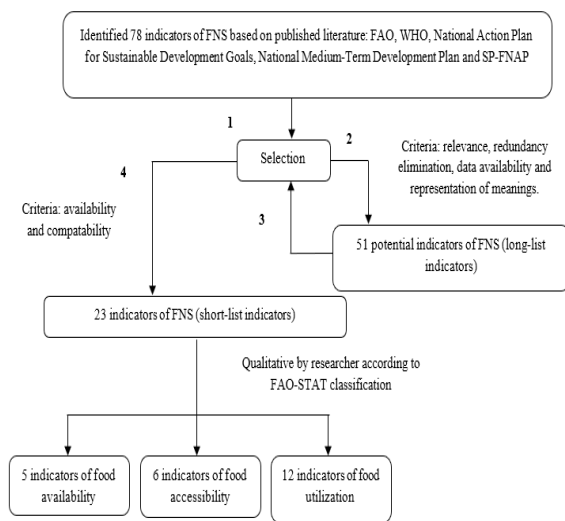 Identified 78 indicators of FNS based on published literature: FAO, WHO, National Action Plan
for Sustainable Development Goals, National Medium-Term Development Plan and SP-FNAP
1
2
Selection
Criteria: relevance, redundancy
elimination, data availability and
representation of meanings.
4
Criteria: availability
and compatability
3
51 potential indicators of FNS (long-list
indicators)
23 indicators of FNS (short-list indicators)
Qualitative by researcher according to
FAO-STAT classification
5 indicators of food
availability
6 indicators of food
accessibility
12 indicators of food
utilization